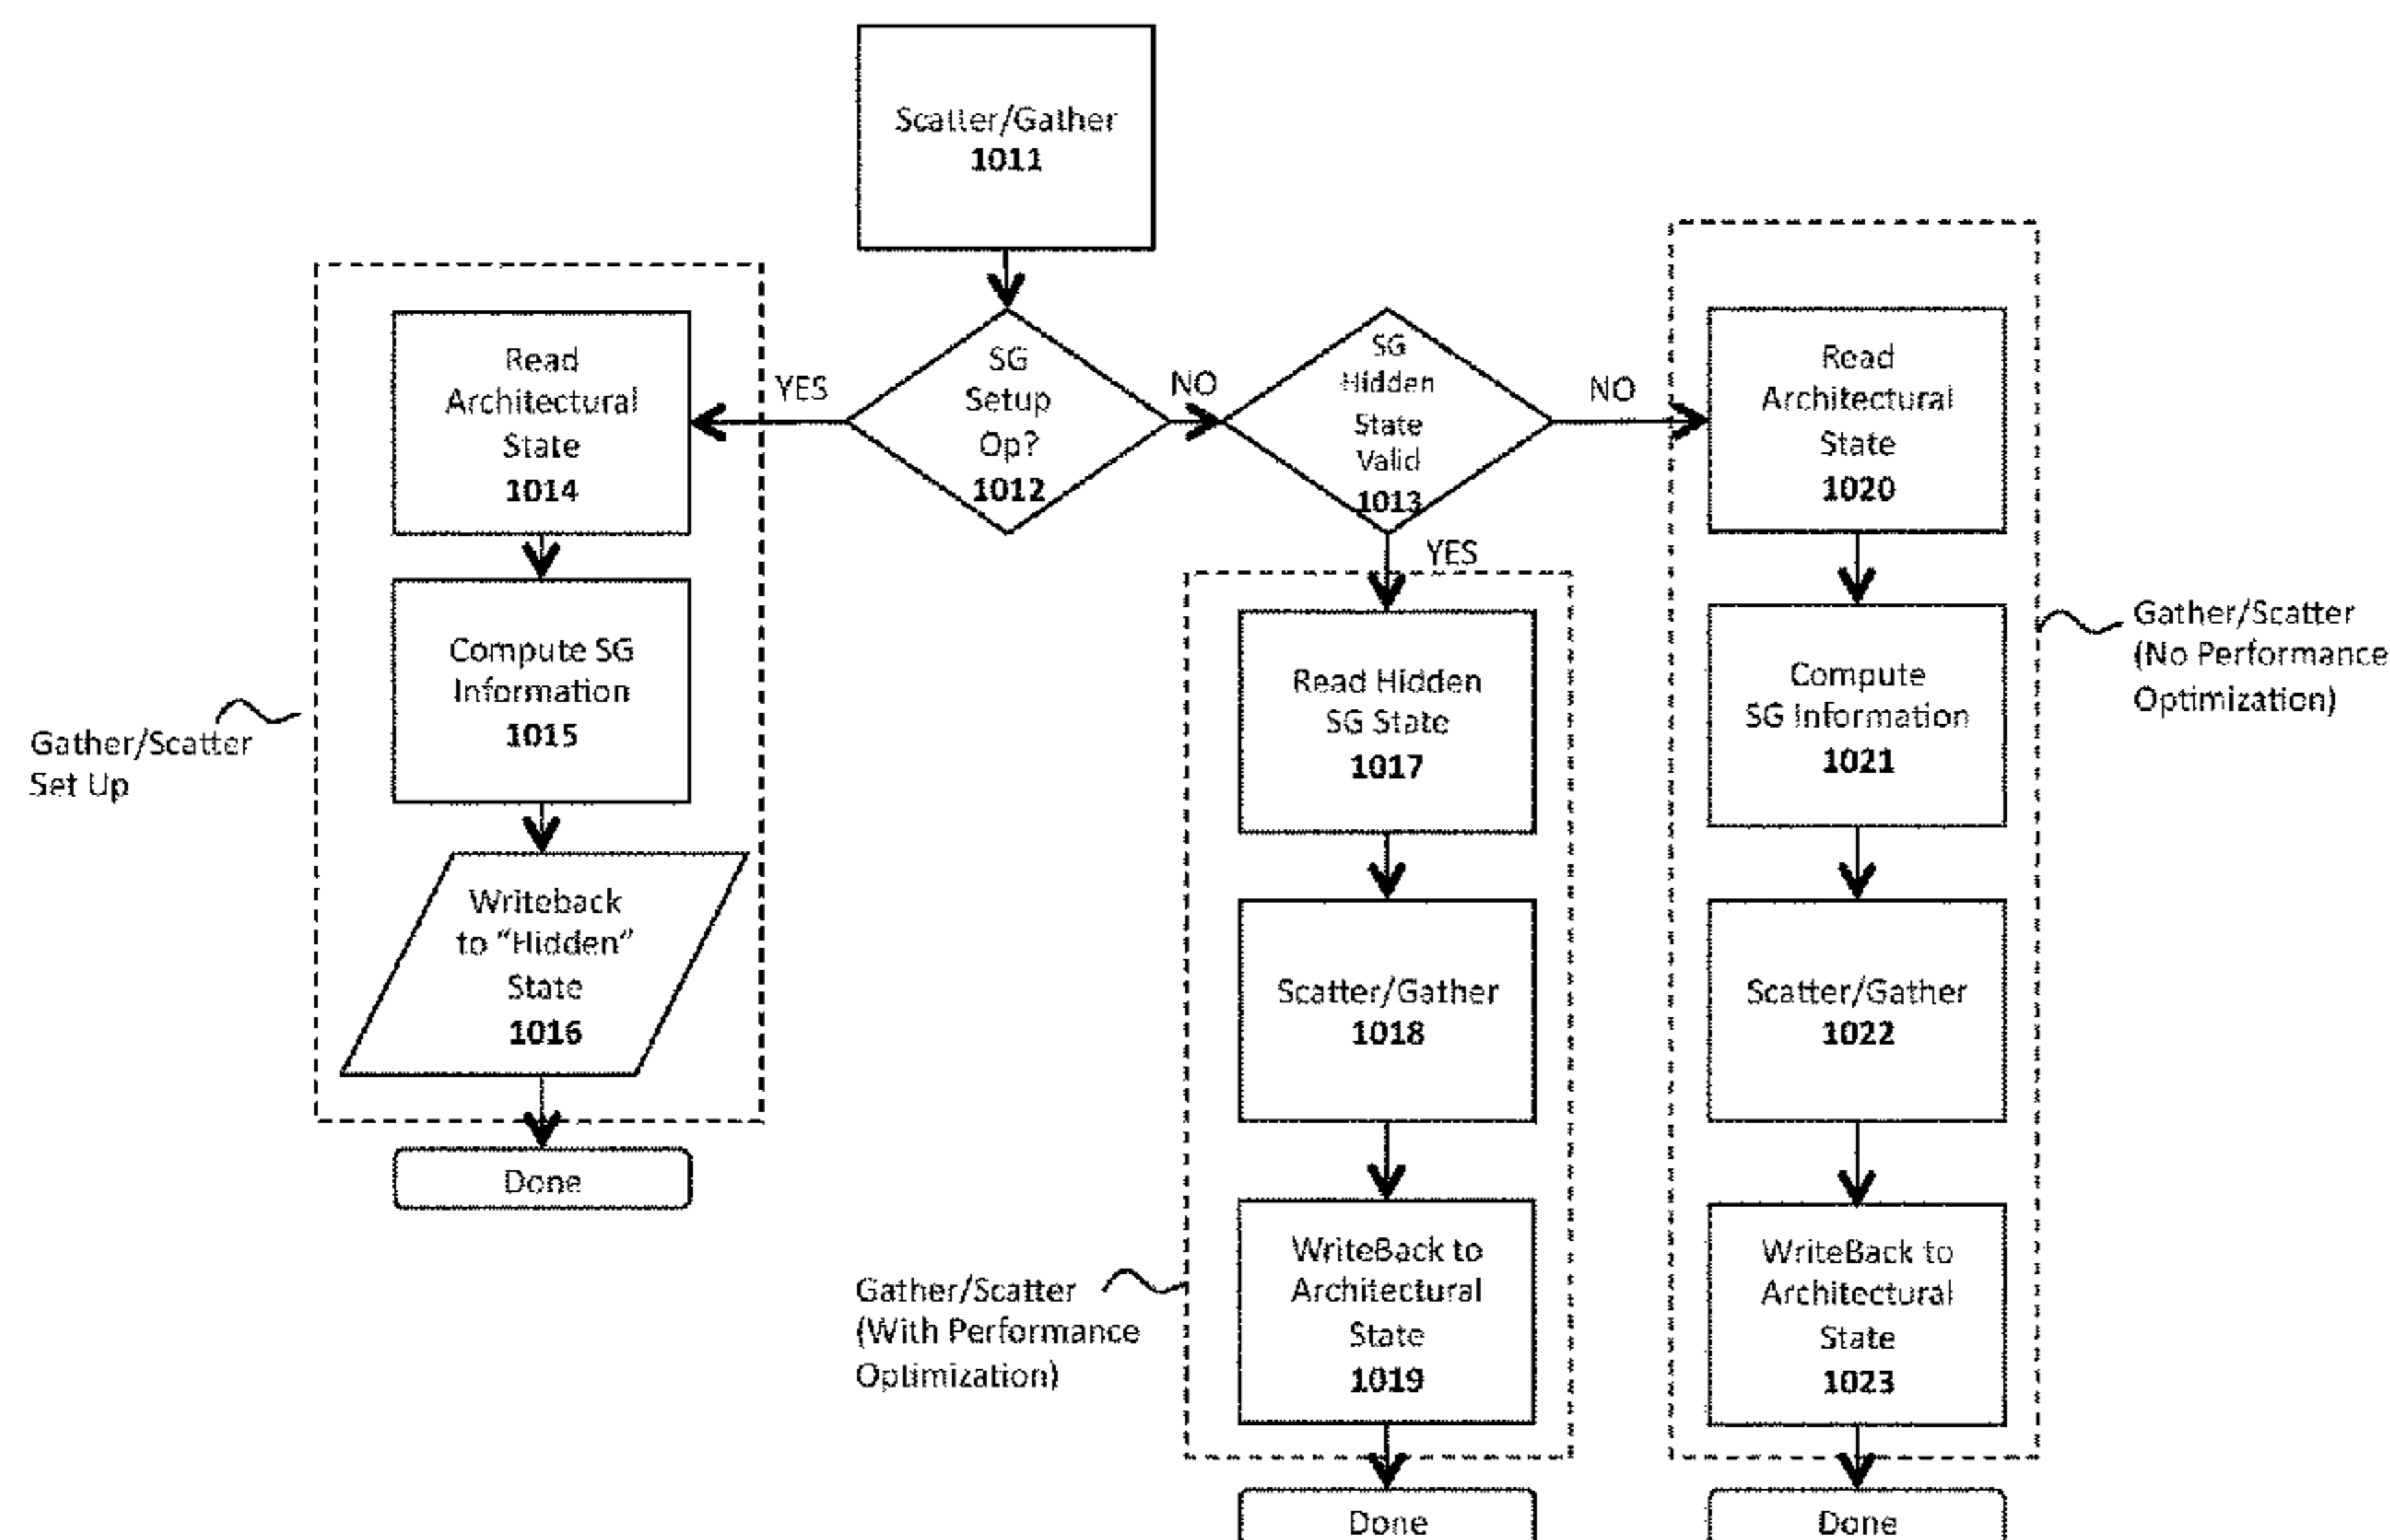 Scatter/Gather
1011
SG
Setup
Op?
1012
YES
NO
SG
Hidden
State
Valid
1013
NO
YES
Read
Architectural
State
1014
Compute SG
Information
1015
Writeback
to “Hidden”
State
1016
Done
Gather/Scatter
Set Up
Read Hidden
SG State
1017
Scatter/Gather
1018
WriteBack to
Architectural
State
1019
Done
Gather/Scatter
(With Performance
Optimization)
Read
Architectural
State
1020
Compute
SG Information
1021
Scatter/Gather
1022
WriteBack to
Architectural
State
1023
Done
Gather/Scatter
(No Performance
Optimization)